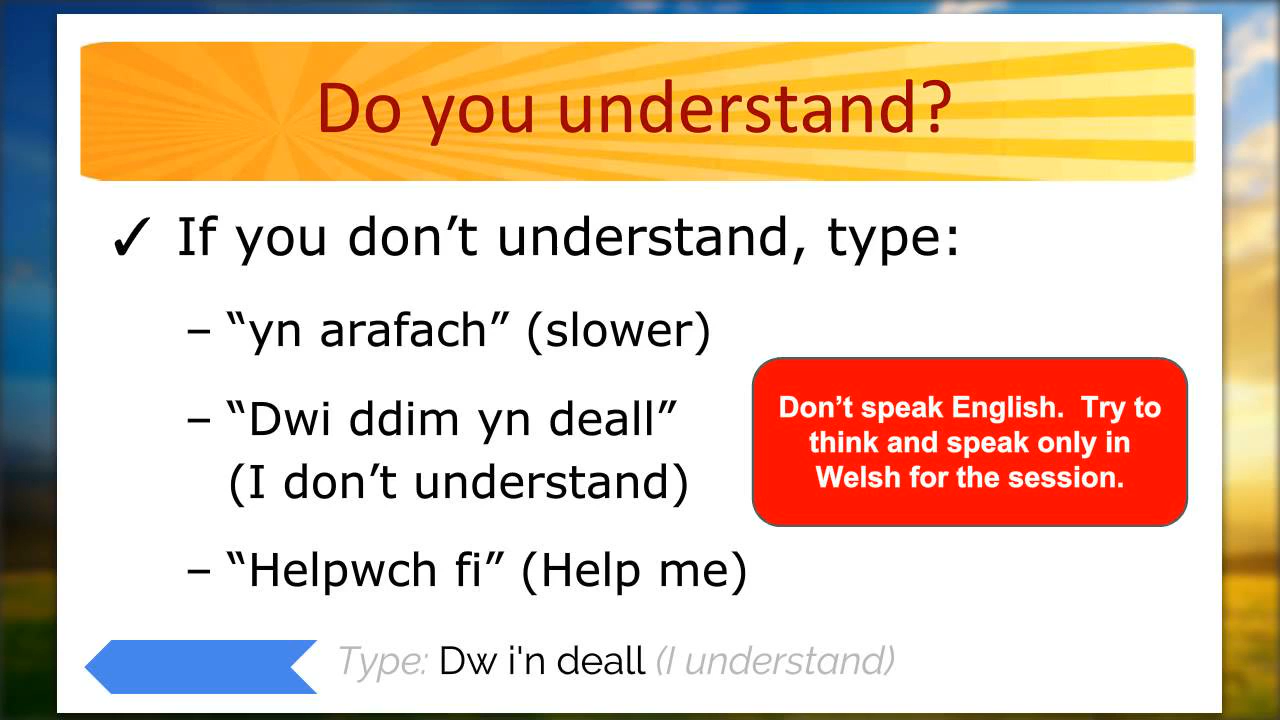 Do you understand?
✓ If you don’t understand, type:
– “yn arafach” (slower)
– “Dwi ddim yn deall”
(I don’t understand)
Don’t speak English. Try to
think and speak only in
Welsh for the session.
– “Helpwch fi” (Help me)
Type: Dw i'n deall (I understand)